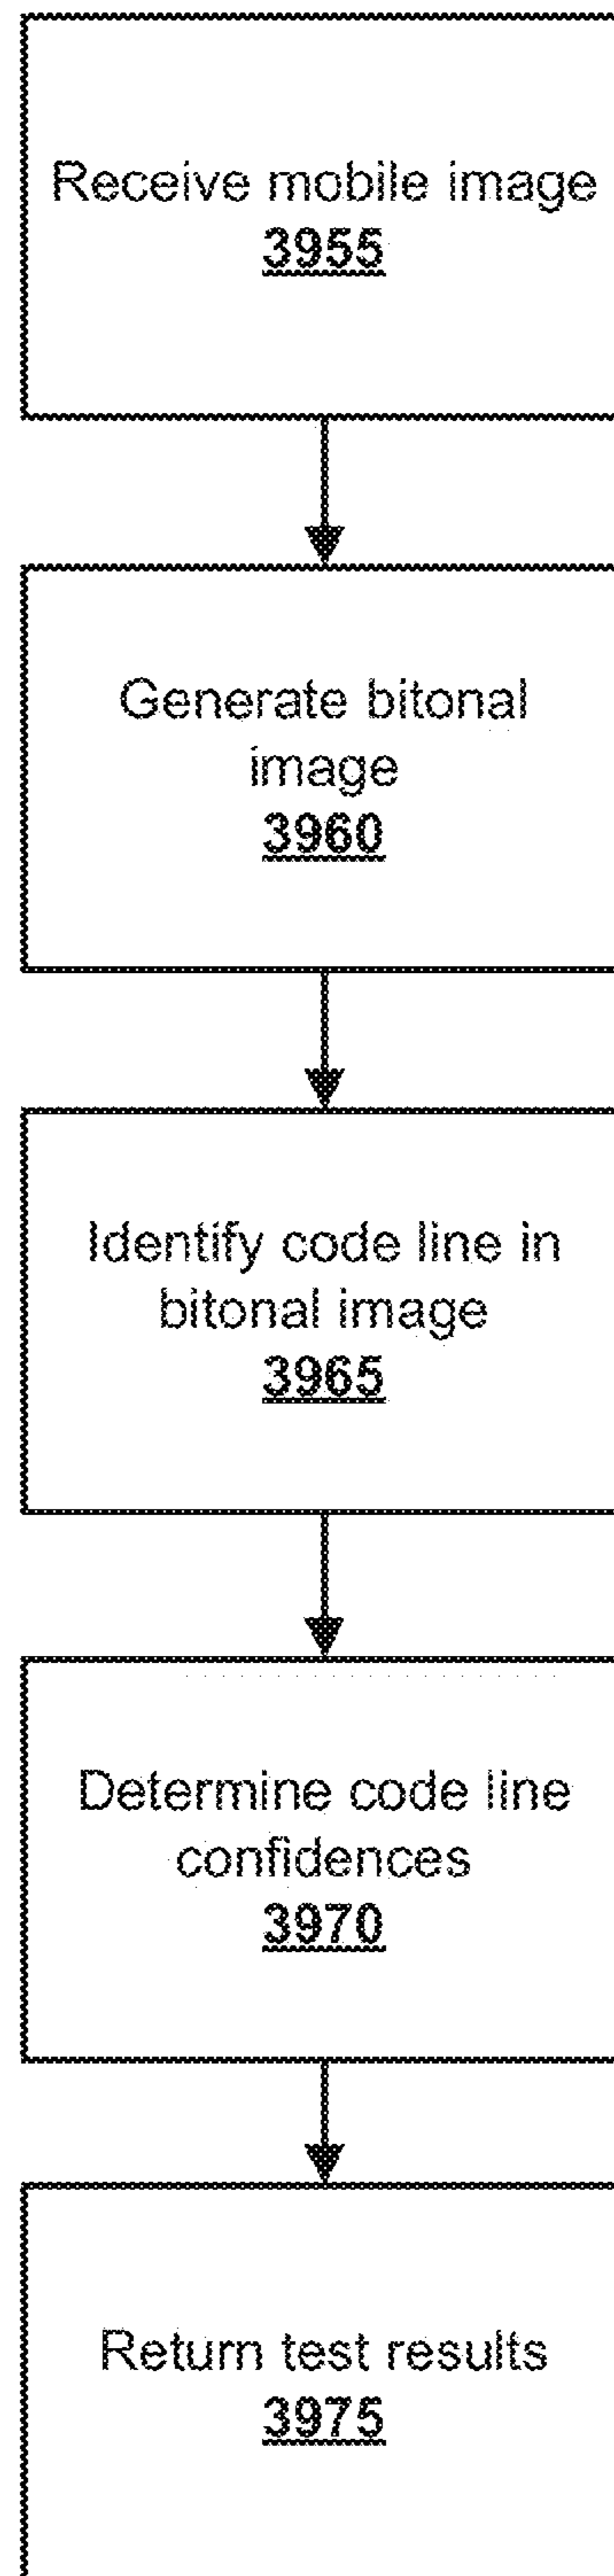 Receive mobile image
3955
Generate bitonal
image
3960
Identify code line in
bitonal image
3965
Determine code line
confidences
3970
Return test results
3975